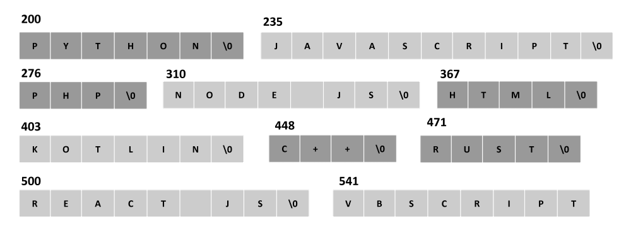 200 235
P Y T H O N \0 J A V A S C R I P T \0
276 310 367
P H P \0 N O D E J S \0 H T M L \0
403 448 471
K O T L I N \0 C + + \0 R U S T \0
500 541
R E A C T J S \0 V B S C R I P T